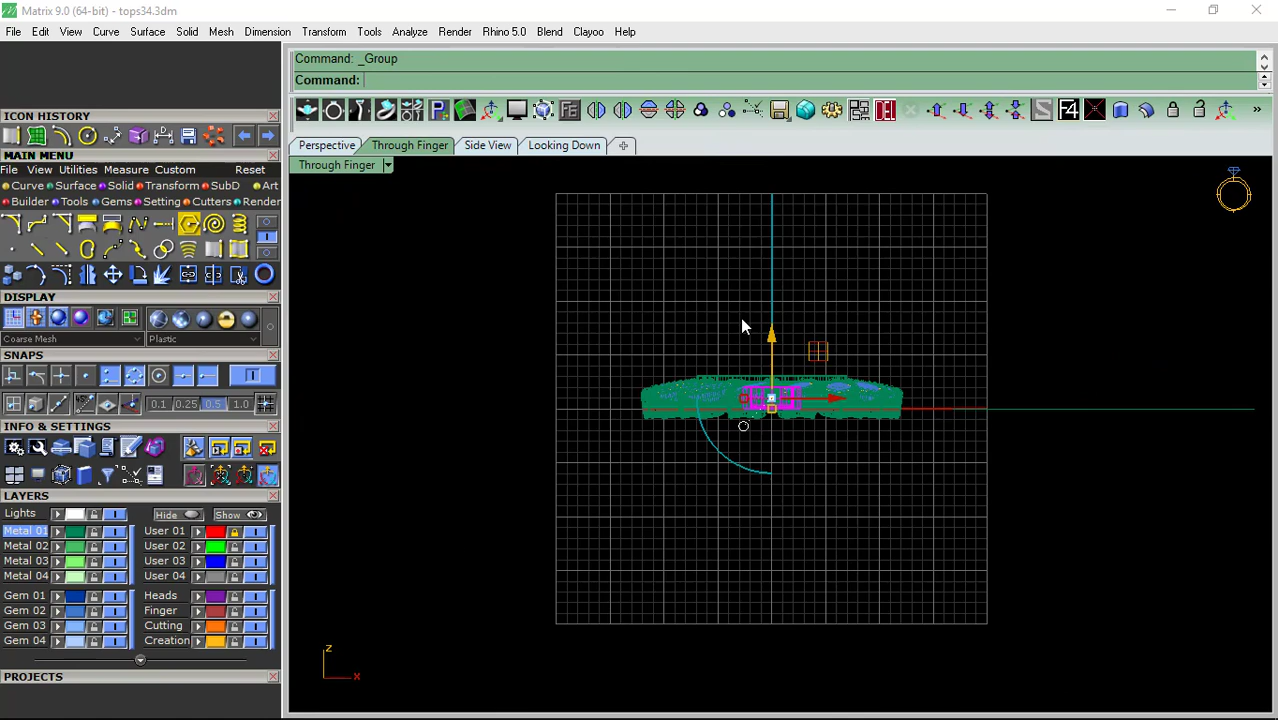 Matrix 9.0 (64-bit) - tops34.3dm
File Edit View Curve Surface Solid Mesh Dimension Transform Tools Analyze Render Rhino 5.0 Blend Clayoo Help
Command: _Group
Command:
ICON HISTORY
MAIN MENU
File View Utilities Measure Custom Reset
Curve Surface Solid Transform SubD Art
Builder Tools Gems Setting Cutters Render
F4
Perspective Through Finger Side View Looking Down
Through Finger
DISPLAY
Coarse Mesh Plastic
SNAPS
0.1 0.25 0.5 1.0
INFO & SETTINGS
LAYERS
Lights Hide Show
Metal 01 User 01
Metal 02 User 02
Metal 03 User 03
Metal 04 User 04
Gem 01 Heads
Gem 02 Finger
Gem 03 Cutting
Gem 04 Creation
PROJECTS
z
x